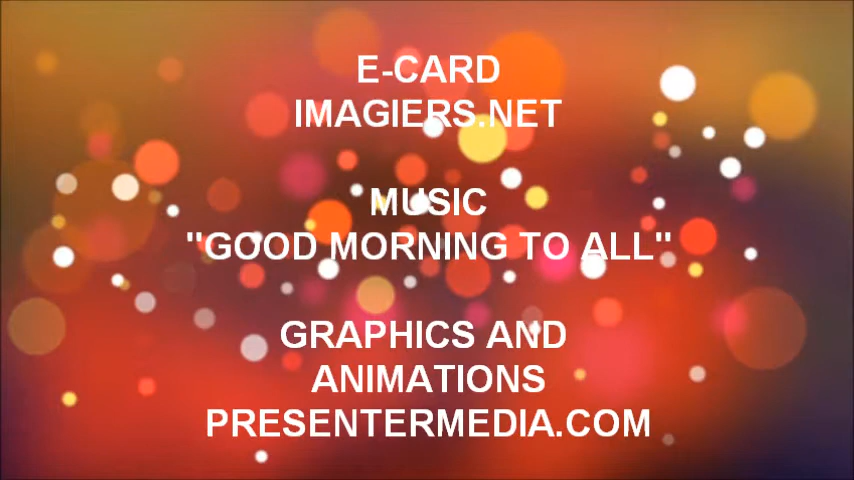 E-CARD
IMAGIERS.NET
MUSIC
"GOOD MORNING TO ALL"
GRAPHICS AND
ANIMATIONS
PRESENTERMEDIA.COM